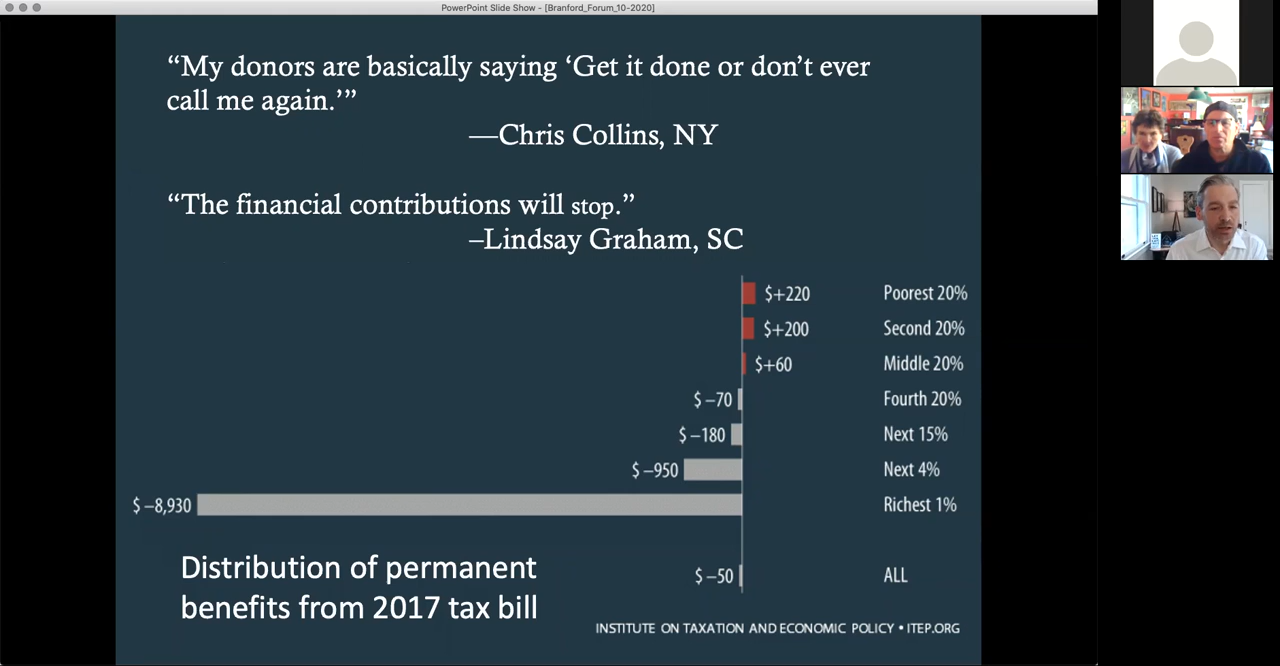 PowerPoint Slide Show - [Branford_Forum_10-2020]
“My donors are basically saying ‘Get it done or don’t ever
call me again.’”
—Chris Collins, NY
“The financial contributions will stop.”
–Lindsay Graham, SC
$+220 Poorest 20%
$+200 Second 20%
$+60 Middle 20%
$ –70 Fourth 20%
$ –180 Next 15%
$ –950 Next 4%
$ –8,930 Richest 1%
$ –50 ALL
Distribution of permanent
benefits from 2017 tax bill
INSTITUTE ON TAXATION AND ECONOMIC POLICY • ITEP.ORG